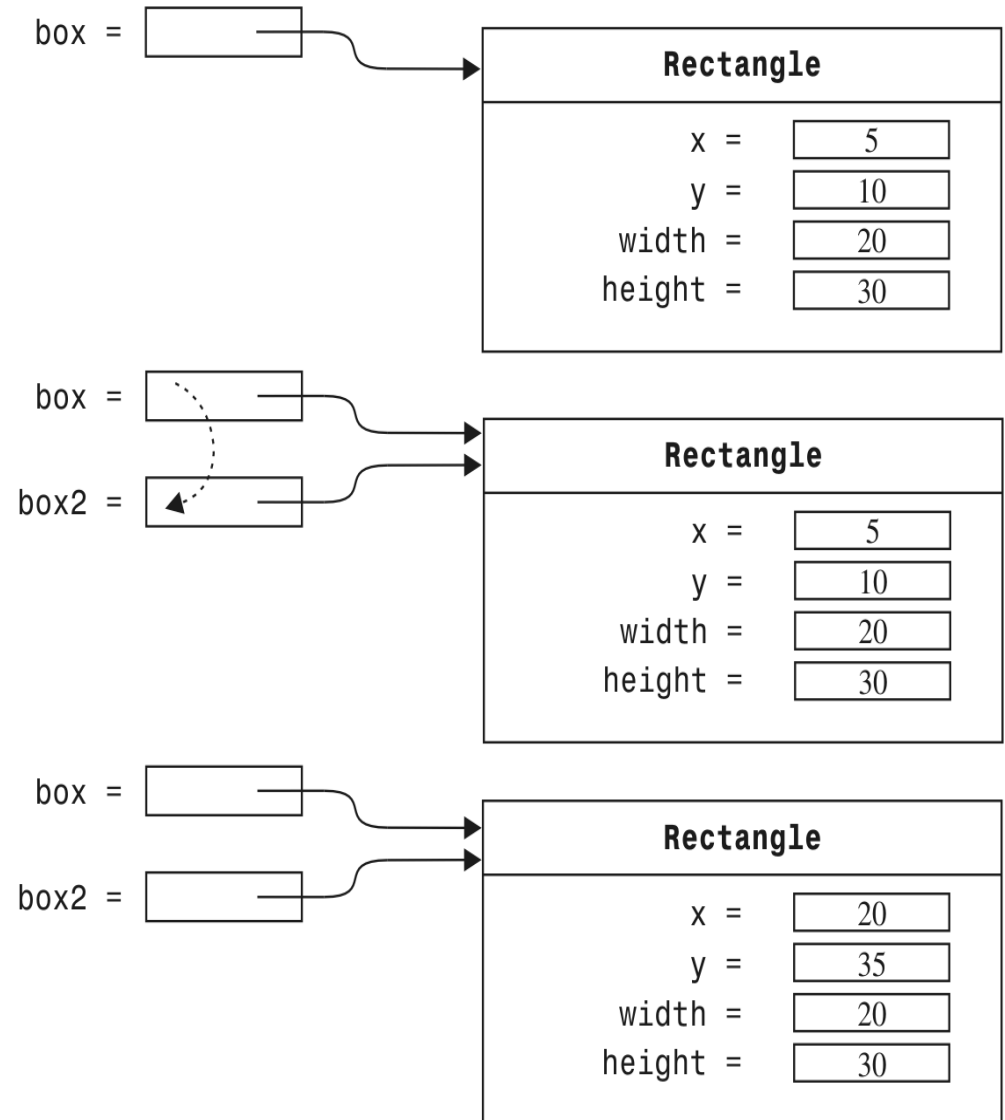 box =
Rectangle
x = 5
y = 10
width = 20
height = 30
box =
box2 =
Rectangle
x = 5
y = 10
width = 20
height = 30
box =
box2 =
Rectangle
x = 20
y = 35
width = 20
height = 30